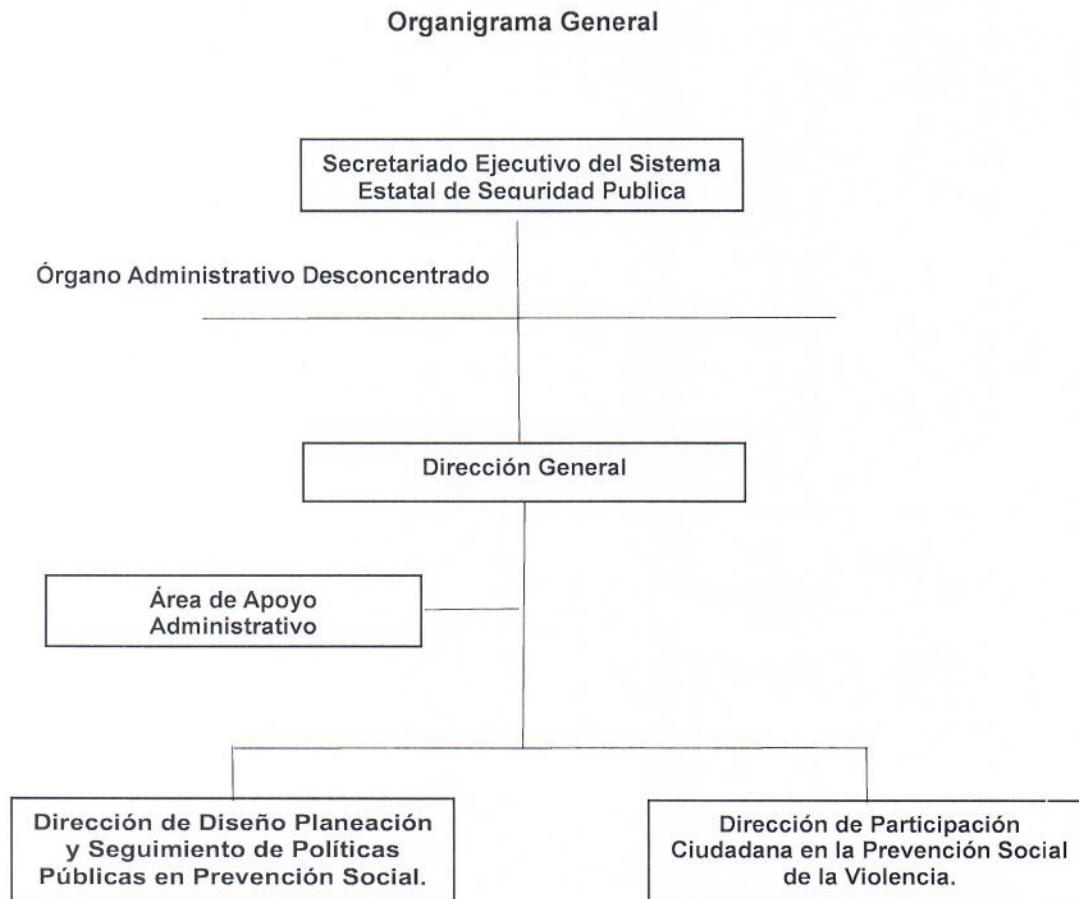 Organigrama General
Secretariado Ejecutivo del Sistema
Estatal de Seguridad Publica
Órgano Administrativo Desconcentrado
Dirección General
Área de Apoyo
Administrativo
Dirección de Diseño Planeación
y Seguimiento de Políticas
Públicas en Prevención Social.
Dirección de Participación
Ciudadana en la Prevención Social
de la Violencia.